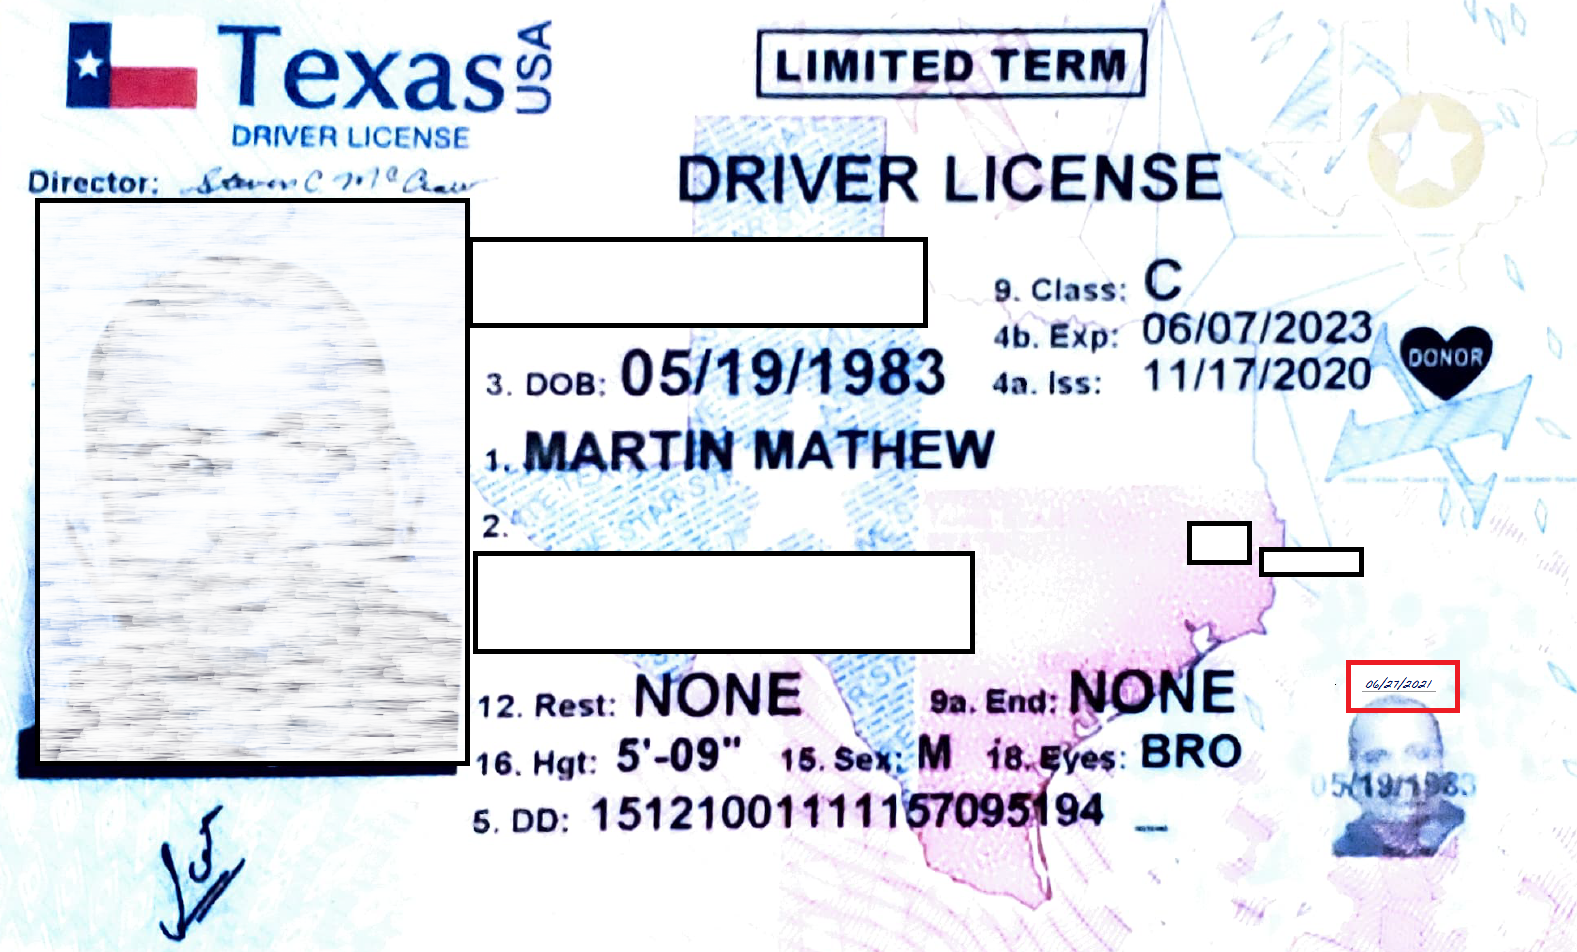 Texas USA
DRIVER LICENSE
Director: Steven C McCraw
LIMITED TERM
DRIVER LICENSE
9. Class: C
4b. Exp: 06/07/2023
4a. Iss: 11/17/2020
DONOR
3. DOB: 05/19/1983
1. MARTIN MATHEW
2.
12. Rest: NONE 9a. End: NONE
16. Hgt: 5'-09" 15. Sex: M 18. Eyes: BRO
5. DD: 15121001111157095194
06/27/2021
05/19/1983